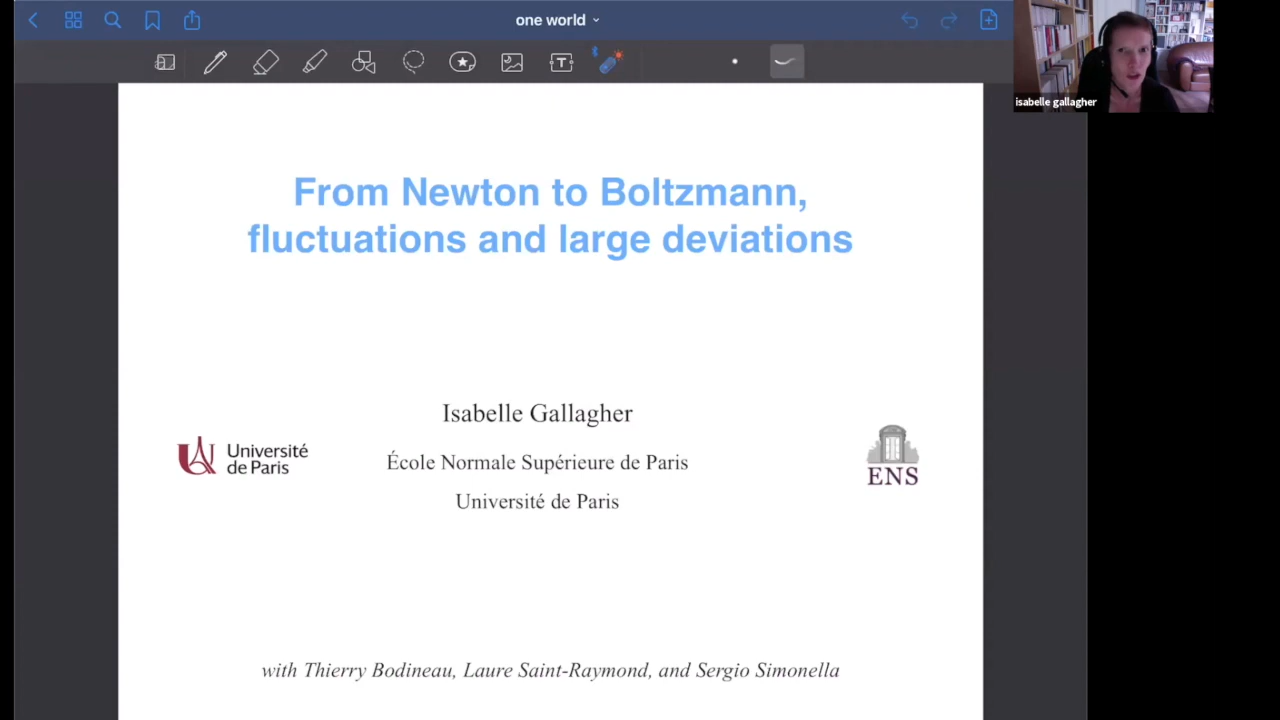 one world
isabelle gallagher
From Newton to Boltzmann,
fluctuations and large deviations
Isabelle Gallagher
Université
de Paris
École Normale Supérieure de Paris
ENS
Université de Paris
with Thierry Bodineau, Laure Saint-Raymond, and Sergio Simonella